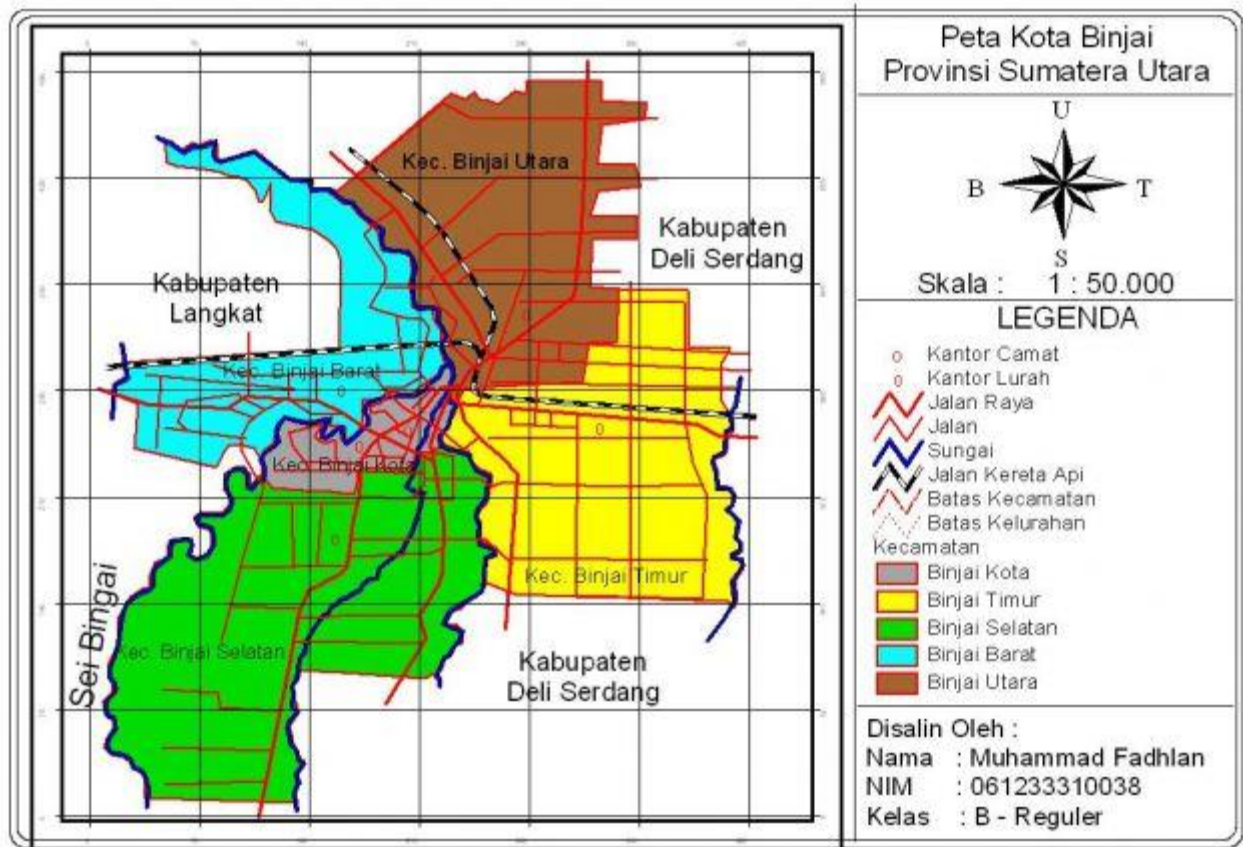 Peta Kota Binjai
Provinsi Sumatera Utara
U
B
T
S
Skala : 1 : 50.000
LEGENDA
Kantor Camat
Kantor Lurah
Jalan Raya
Jalan
Sungai
Jalan Kereta Api
Batas Kecamatan
Batas Kelurahan
Kecamatan
Binjai Kota
Binjai Timur
Binjai Selatan
Binjai Barat
Binjai Utara
Disalin Oleh :
Nama : Muhammad Fadhlan
NIM : 061233310038
Kelas : B - Reguler
Kec. Binjai Utara
Kabupaten
Deli Serdang
Kabupaten
Langkat
Kec. Binjai Barat
Kec. Binjai Kota
Kec. Binjai Timur
Sei Bingai
Kec. Binjai Selatan
Kabupaten
Deli Serdang